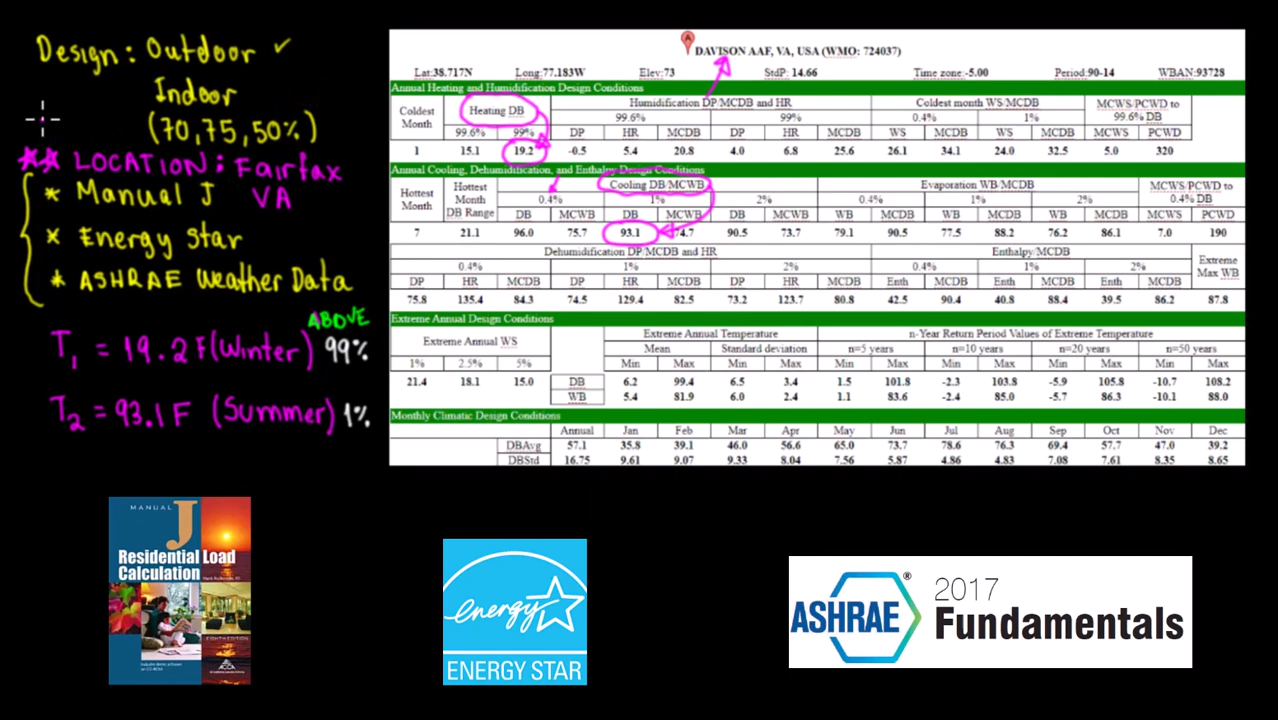 Design: Outdoor ✓
Indoor
(70, 75, 50%)
** LOCATION: Fairfax
VA
* Manual J
* Energy Star
* ASHRAE Weather Data
T1 = 19.2 F (Winter) ABOVE 99%
T2 = 93.1 F (Summer) 1%
A
DAVISON AAF, VA, USA (WMO: 724037)
Lat:38.717N Long:77.183W Elev:73 StdP: 14.66 Time zone:-5.00 Period:90-14 WBAN:93728
Annual Heating and Humidification Design Conditions
Coldest Month Heating DB Humidification DP/MCDB and HR Coldest month WS/MCDB MCWS/PCWD to 99.6% DB
99.6% 99% 0.4% 1%
99.6% 99% DP HR MCDB DP HR MCDB WS MCDB WS MCDB MCWS PCWD
1 15.1 19.2 -0.5 5.4 20.8 4.0 6.8 25.6 26.1 34.1 24.0 32.5 5.0 320
Annual Cooling, Dehumidification, and Enthalpy Design Conditions
Hottest Month Hottest Month DB Range Cooling DB/MCWB Evaporation WB/MCDB MCWS/PCWD to 0.4% DB
0.4% 1% 2% 0.4% 1% 2%
DB MCWB DB MCWB DB MCWB WB MCDB WB MCDB WB MCDB MCWS PCWD
7 21.1 96.0 75.7 93.1 74.7 90.5 73.7 79.1 90.5 77.5 88.2 76.2 86.1 7.0 190
Dehumidification DP/MCDB and HR Enthalpy/MCDB Extreme Max WB
0.4% 1% 2% 0.4% 1% 2%
DP HR MCDB DP HR MCDB DP HR MCDB Enth MCDB Enth MCDB Enth MCDB
75.8 135.4 84.3 74.5 129.4 82.5 73.2 123.7 80.8 42.5 90.4 40.8 88.4 39.5 86.2 87.8
Extreme Annual Design Conditions
Extreme Annual WS Extreme Annual Temperature n-Year Return Period Values of Extreme Temperature
Mean Standard deviation n=5 years n=10 years n=20 years n=50 years
1% 2.5% 5% Min Max Min Max Min Max Min Max Min Max Min Max
21.4 18.1 15.0 DB 6.2 99.4 6.5 3.4 1.5 101.8 -2.3 103.8 -5.9 105.8 -10.7 108.2
WB 5.4 81.9 6.0 2.4 1.1 83.6 -2.4 85.0 -5.7 86.3 -10.1 88.0
Monthly Climatic Design Conditions
Annual Jan Feb Mar Apr May Jun Jul Aug Sep Oct Nov Dec
DBAvg 57.1 35.8 39.1 46.0 56.6 65.0 73.7 78.6 76.3 69.4 57.7 47.0 39.2
DBStd 16.75 9.61 9.07 9.33 8.04 7.56 5.87 4.86 4.83 7.08 7.61 8.35 8.65
MANUAL J
Residential Load
Calculation
EIGHTH EDITION
ACCA
energy
ENERGY STAR
ASHRAE ®
2017
Fundamentals